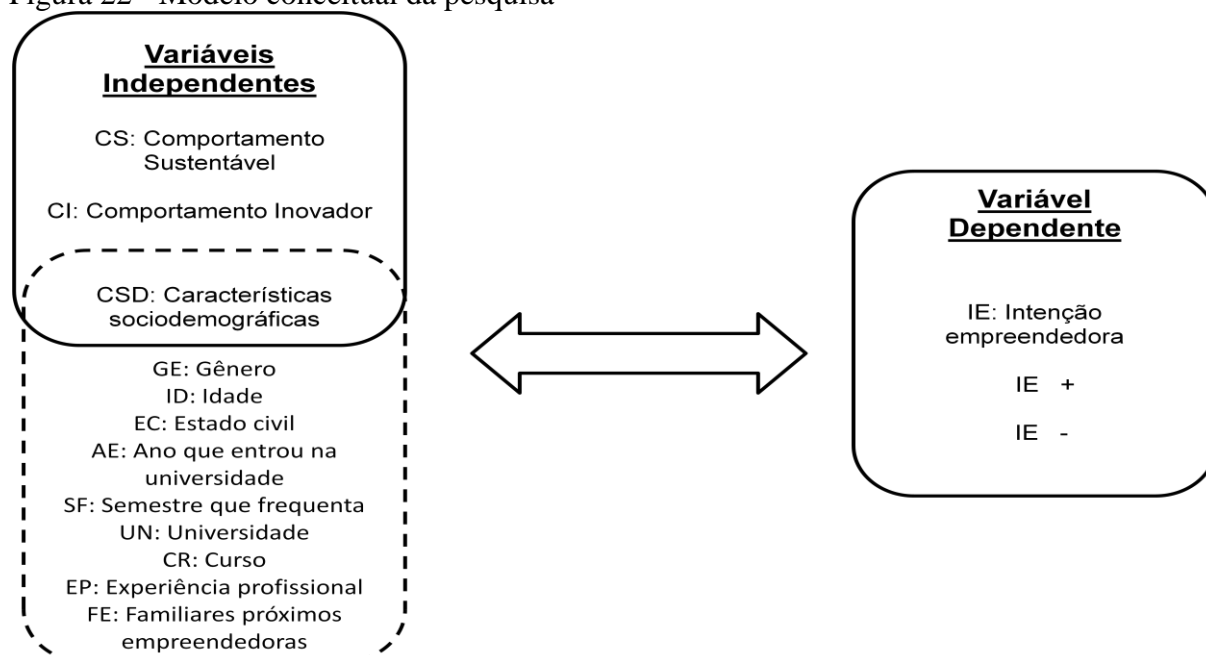 Figura 22 - Modelo conceitual da pesquisa
Variáveis
Independentes
CS: Comportamento
Sustentável
CI: Comportamento Inovador
CSD: Características
sociodemográficas
GE: Gênero
ID: Idade
EC: Estado civil
AE: Ano que entrou na
universidade
SF: Semestre que frequenta
UN: Universidade
CR: Curso
EP: Experiência profissional
FE: Familiares próximos
empreendedoras
Variável
Dependente
IE: Intenção
empreendedora
IE +
IE -